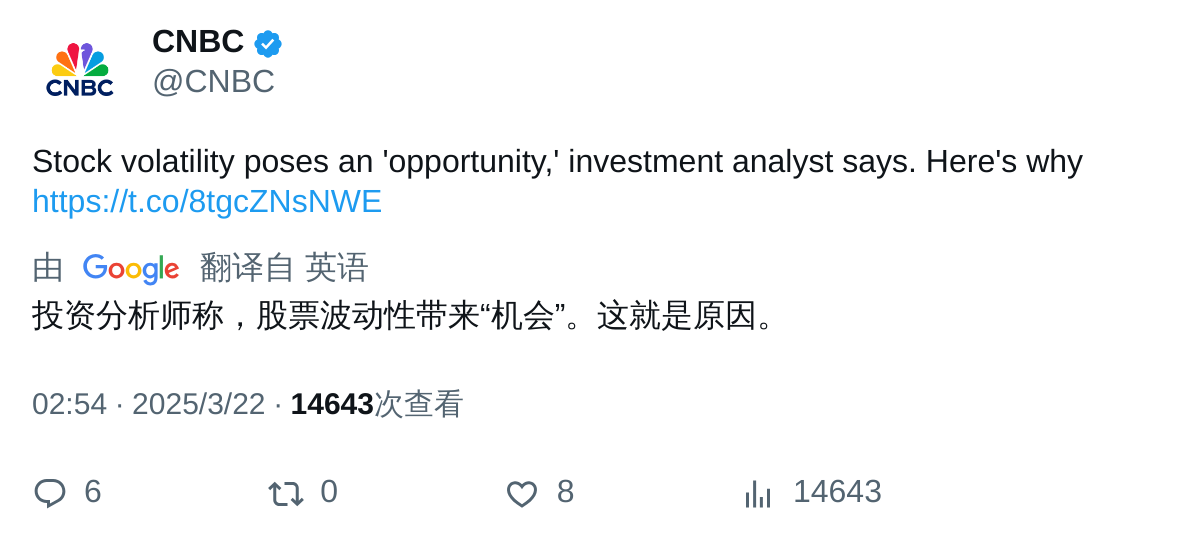 CNBC
CNBC
@CNBC
Stock volatility poses an 'opportunity,' investment analyst says. Here's why
https://t.co/8tgcZNsNWE
由 Google 翻译自 英语
投资分析师称，股票波动性带来“机会”。这就是原因。
02:54 · 2025/3/22 · 14643次查看
6 0 8 14643